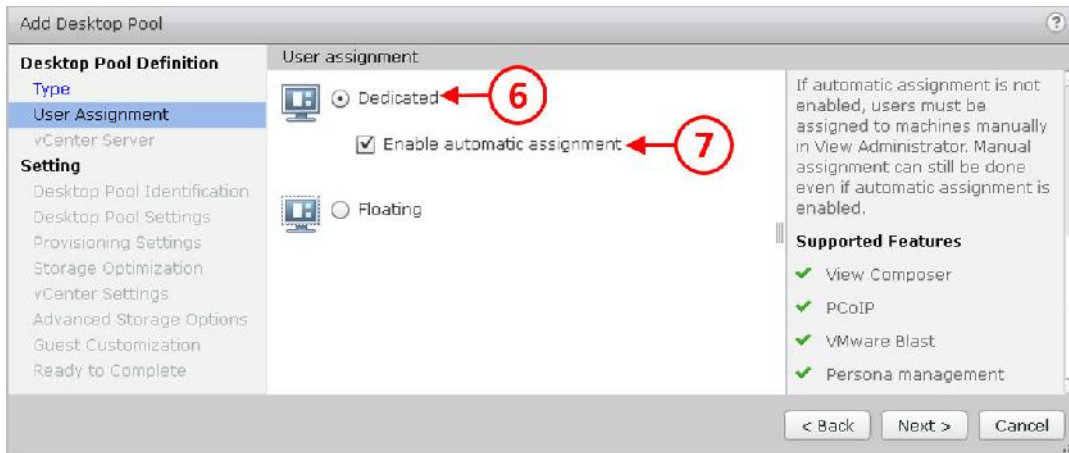 Add Desktop Pool
?
Desktop Pool Definition
Type
User Assignment
vCenter Server
Setting
Desktop Pool Identification
Desktop Pool Settings
Provisioning Settings
Storage Optimization
vCenter Settings
Advanced Storage Options
Guest Customization
Ready to Complete
User assignment
Dedicated
6
Enable automatic assignment
7
Floating
If automatic assignment is not
enabled, users must be
assigned to machines manually
in View Administrator. Manual
assignment can still be done
even if automatic assignment is
enabled.
Supported Features
View Composer
PCoIP
VMware Blast
Persona management
< Back
Next >
Cancel